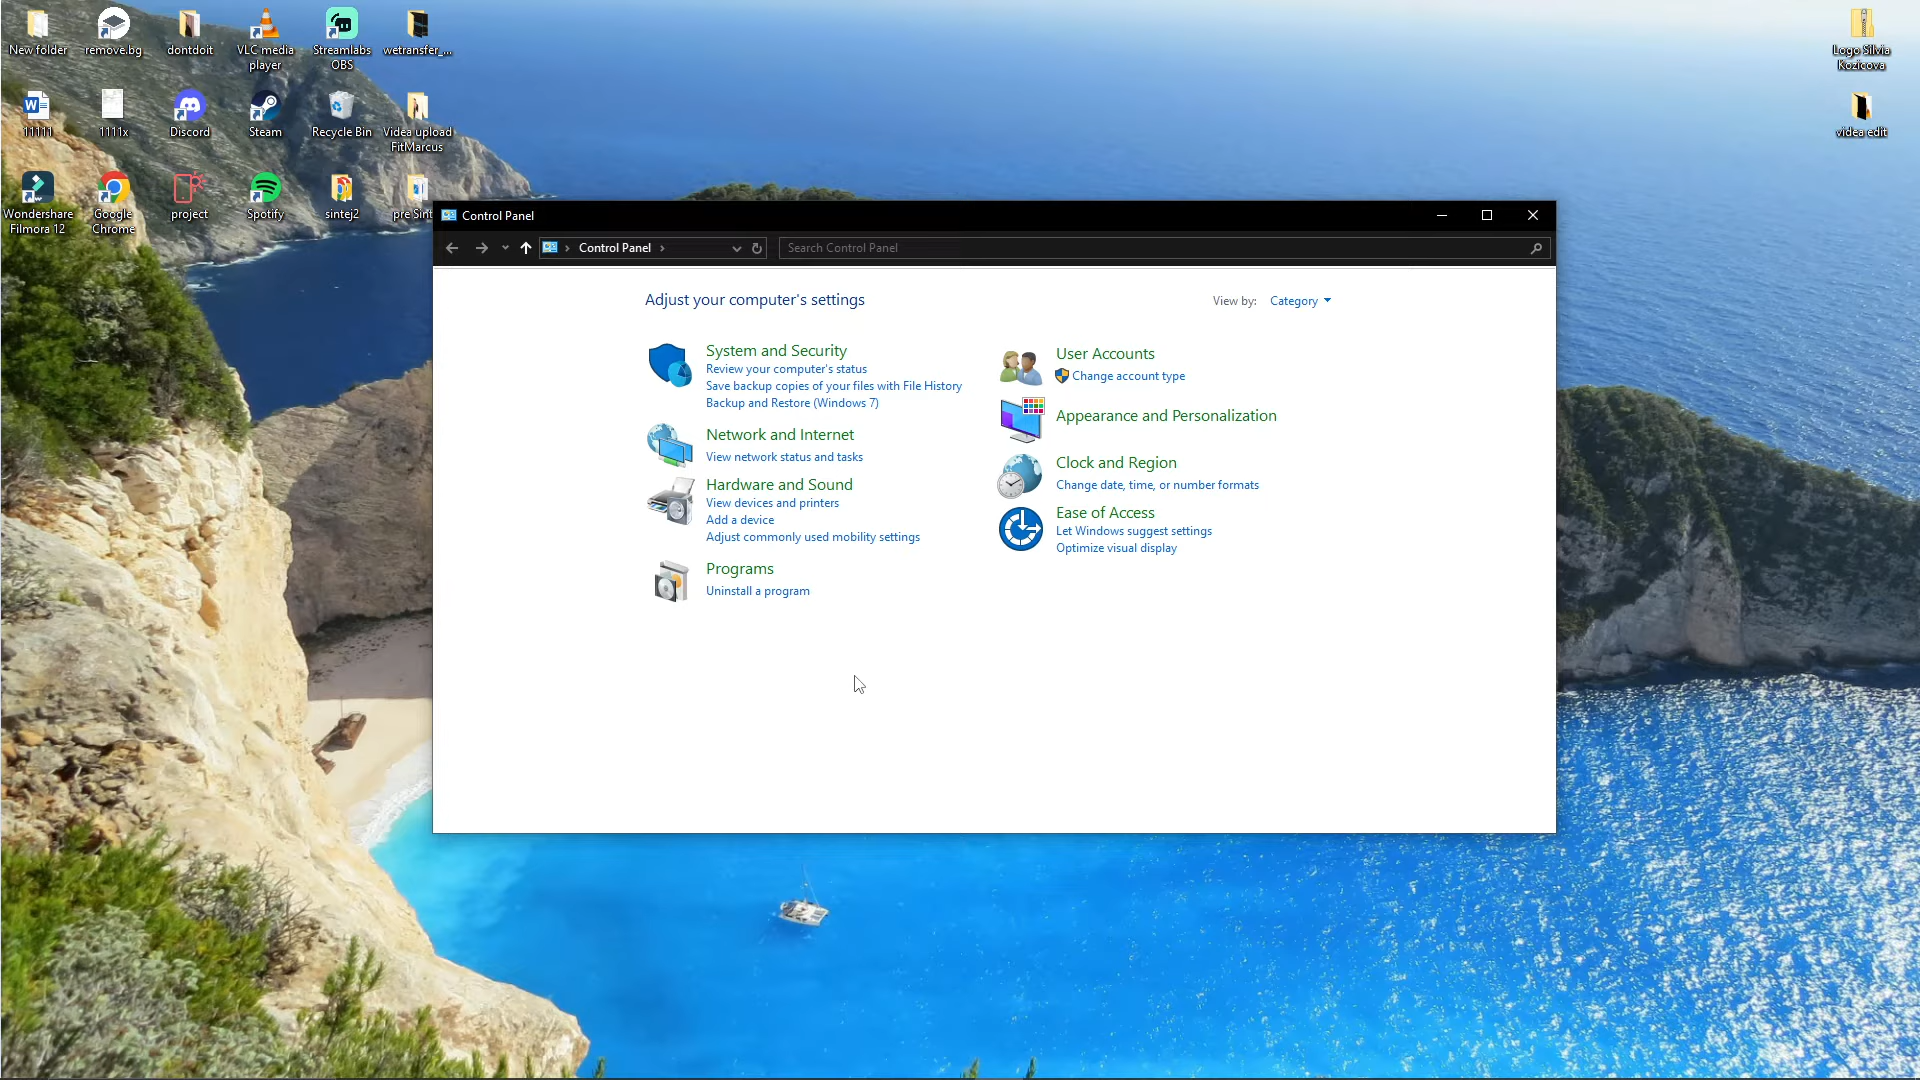 New folder
remove.bg
dontdoit
VLC media
player
Streamlabs
OBS
wetransfer_...
11111
1111x
Discord
Steam
Recycle Bin
Videa upload
FitMarcus
Wondershare
Filmora 12
Google
Chrome
project
Spotify
sintej2
pre Sint
Logo Silvia
Kozicova
videa edit
Control Panel
Control Panel
Search Control Panel
Adjust your computer's settings
View by: Category
System and Security
Review your computer's status
Save backup copies of your files with File History
Backup and Restore (Windows 7)
Network and Internet
View network status and tasks
Hardware and Sound
View devices and printers
Add a device
Adjust commonly used mobility settings
Programs
Uninstall a program
User Accounts
Change account type
Appearance and Personalization
Clock and Region
Change date, time, or number formats
Ease of Access
Let Windows suggest settings
Optimize visual display